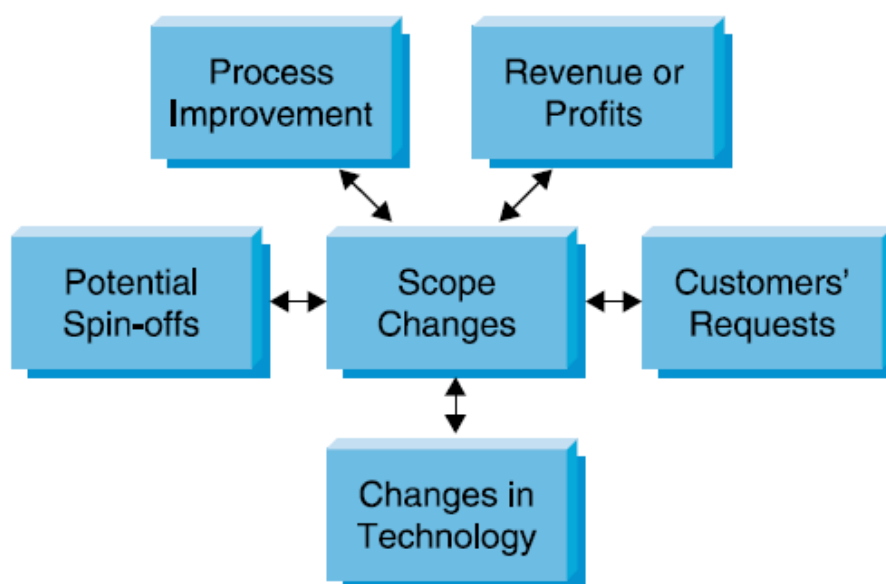 Process
Improvement
Revenue or
Profits
Potential
Spin-offs
Scope
Changes
Customers’
Requests
Changes in
Technology